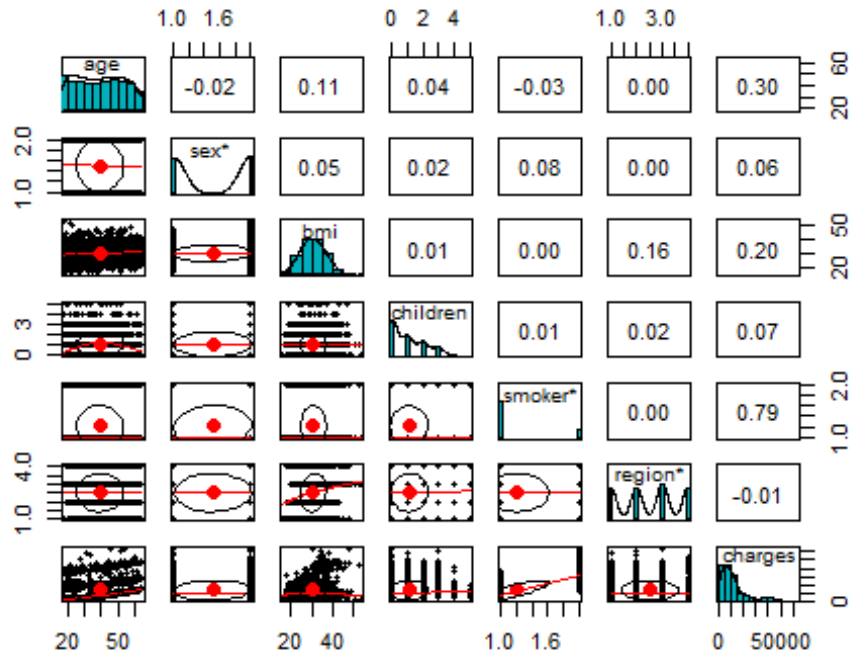 1.0 1.6 0 2 4 1.0 3.0
age -0.02 0.11 0.04 -0.03 0.00 0.30 20 60
1.0 2.0 sex* 0.05 0.02 0.08 0.00 0.06
bmi 0.01 0.00 0.16 0.20 20 50
0 3 children 0.01 0.02 0.07
smoker* 0.00 0.79 1.0 2.0
1.0 4.0 region* -0.01
charges 0
20 50 20 40 1.0 1.6 0 50000